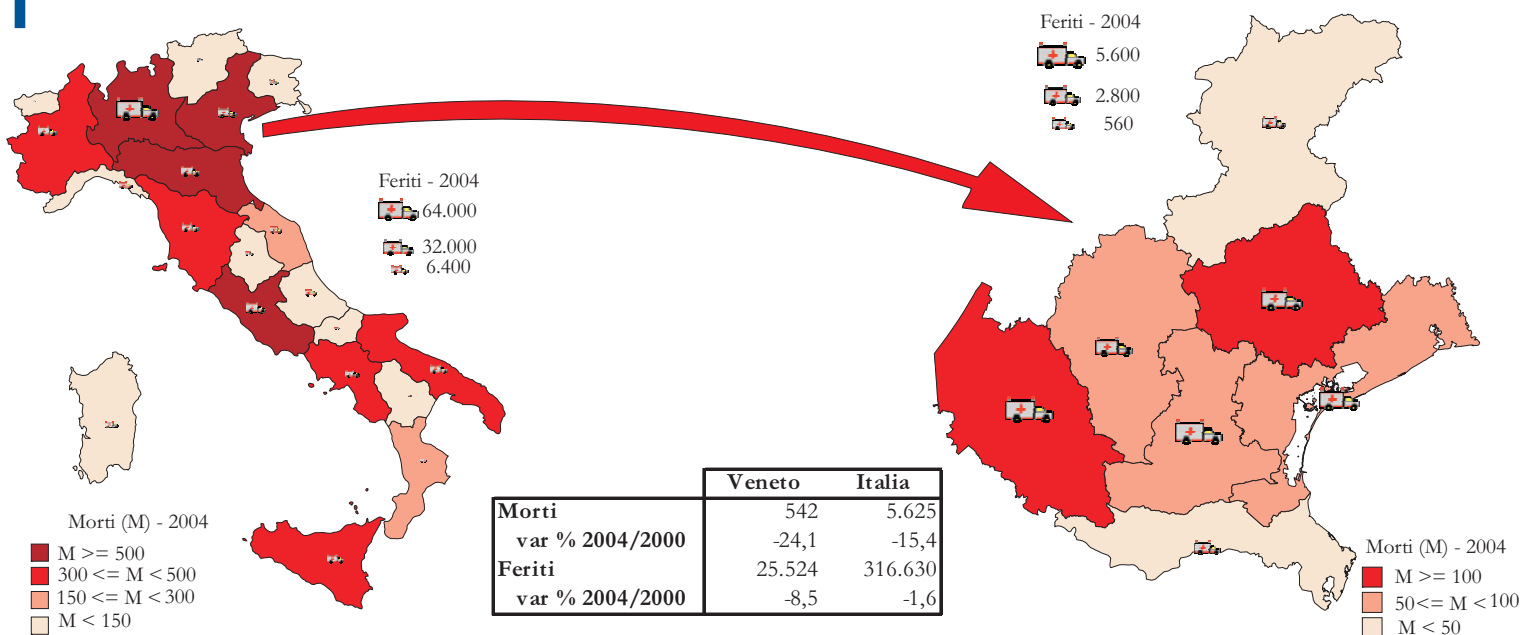 Feriti - 2004
5.600
2.800
560
Feriti - 2004
64.000
32.000
6.400
Morti (M) - 2004
M >= 500
300 <= M < 500
150 <= M < 300
M < 150
Veneto Italia
Morti 542 5.625
var % 2004/2000 -24,1 -15,4
Feriti 25.524 316.630
var % 2004/2000 -8,5 -1,6
Morti (M) - 2004
M >= 100
50<= M < 100
M < 50